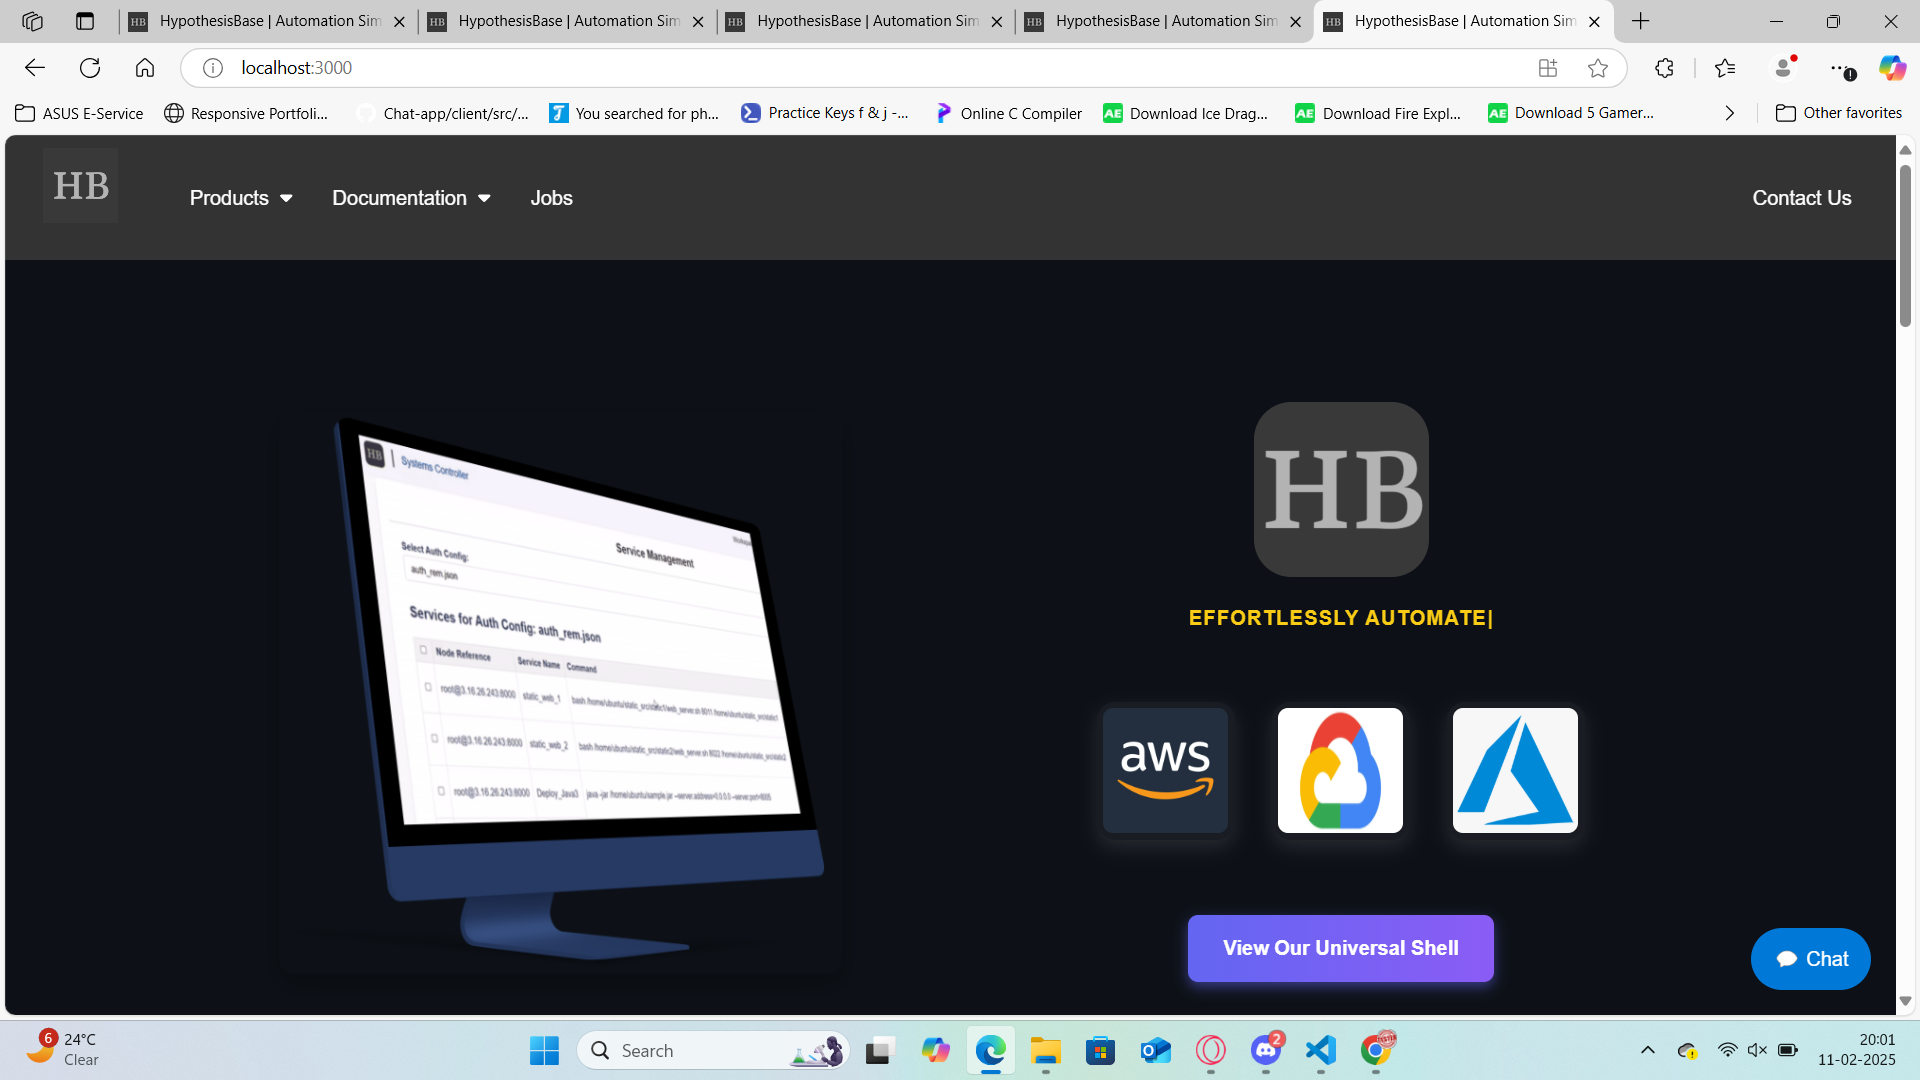 HypothesisBase | Automation Sim
HypothesisBase | Automation Sim
HypothesisBase | Automation Sim
HypothesisBase | Automation Sim
HypothesisBase | Automation Sim
localhost:3000
ASUS E-Service
Responsive Portfoli...
Chat-app/client/src/...
You searched for ph...
Practice Keys f & j -...
Online C Compiler
AE Download Ice Drag...
AE Download Fire Expl...
AE Download 5 Gamer...
Other favorites
HB
Products
Documentation
Jobs
Contact Us
HB
Systems Controller
Service Management
Select Auth Config:
auth_rem.json
Services for Auth Config: auth_rem.json
Node Reference Service Name Command
root@3.16.26.243:8000 static_web_1
root@3.16.26.243:8000 static_web_2
root@3.16.26.243:8000 Deploy_Java3
HB
EFFORTLESSLY AUTOMATE|
aws
View Our Universal Shell
Chat
6
24°C
Clear
Search
2
20:01
11-02-2025